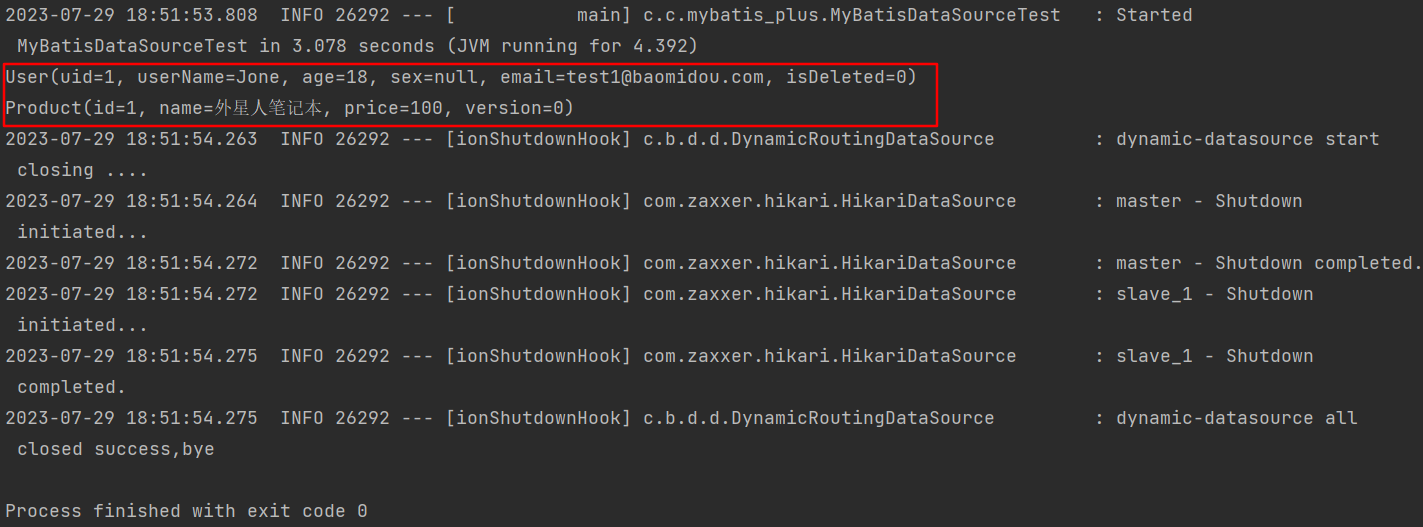 2023-07-29 18:51:53.808  INFO 26292 --- [           main] c.c.mybatis_plus.MyBatisDataSourceTest   : Started
 MyBatisDataSourceTest in 3.078 seconds (JVM running for 4.392)
User(uid=1, userName=Jone, age=18, sex=null, email=test1@baomidou.com, isDeleted=0)
Product(id=1, name=外星人笔记本, price=100, version=0)
2023-07-29 18:51:54.263  INFO 26292 --- [ionShutdownHook] c.b.d.d.DynamicRoutingDataSource         : dynamic-datasource start
 closing ....
2023-07-29 18:51:54.264  INFO 26292 --- [ionShutdownHook] com.zaxxer.hikari.HikariDataSource       : master - Shutdown
 initiated...
2023-07-29 18:51:54.272  INFO 26292 --- [ionShutdownHook] com.zaxxer.hikari.HikariDataSource       : master - Shutdown completed.
2023-07-29 18:51:54.272  INFO 26292 --- [ionShutdownHook] com.zaxxer.hikari.HikariDataSource       : slave_1 - Shutdown
 initiated...
2023-07-29 18:51:54.275  INFO 26292 --- [ionShutdownHook] com.zaxxer.hikari.HikariDataSource       : slave_1 - Shutdown
 completed.
2023-07-29 18:51:54.275  INFO 26292 --- [ionShutdownHook] c.b.d.d.DynamicRoutingDataSource         : dynamic-datasource all
 closed success,bye
Process finished with exit code 0